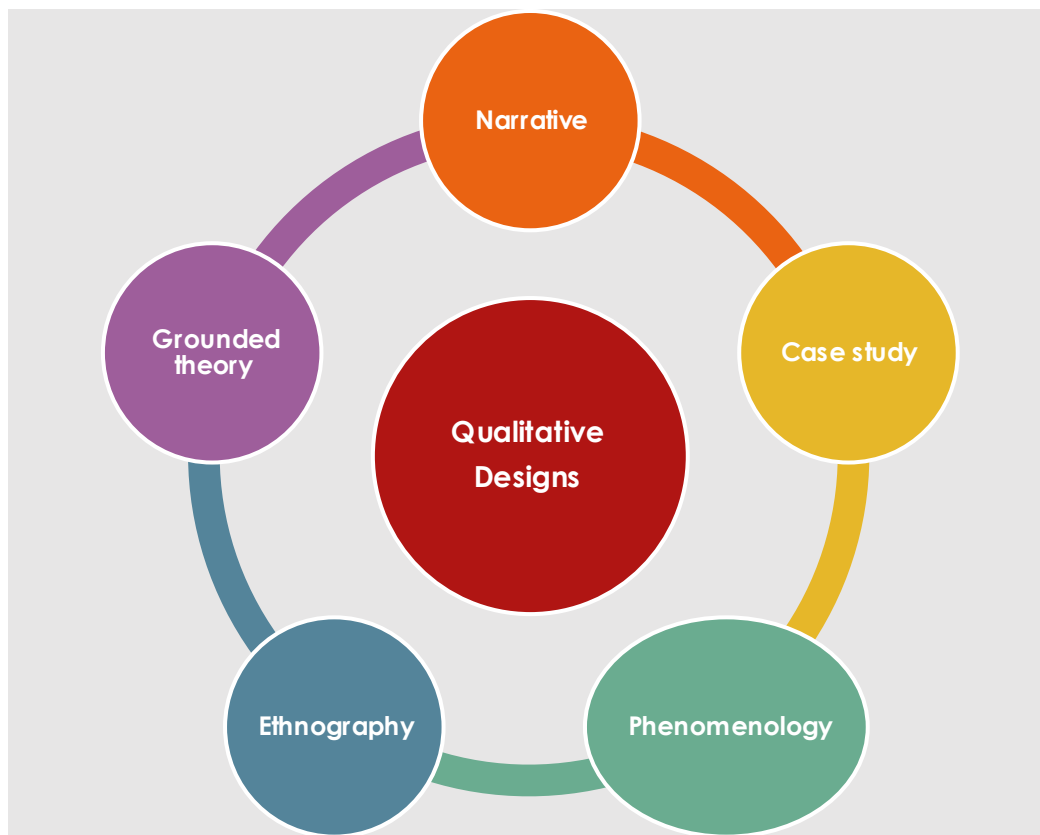 Narrative
Case study
Phenomenology
Ethnography
Grounded
theory
Qualitative
Designs